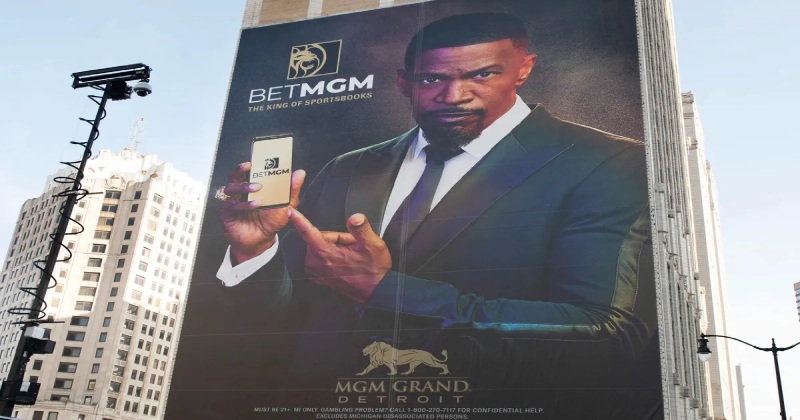 BETMGM
THE KING OF SPORTSBOOKS
BETMGM
MGM GRAND
DETROIT
MUST BE 21+. MI ONLY. GAMBLING PROBLEM? CALL 1-800-270-7117 FOR CONFIDENTIAL HELP.
EXCLUDES MICHIGAN DISASSOCIATED PERSONS.